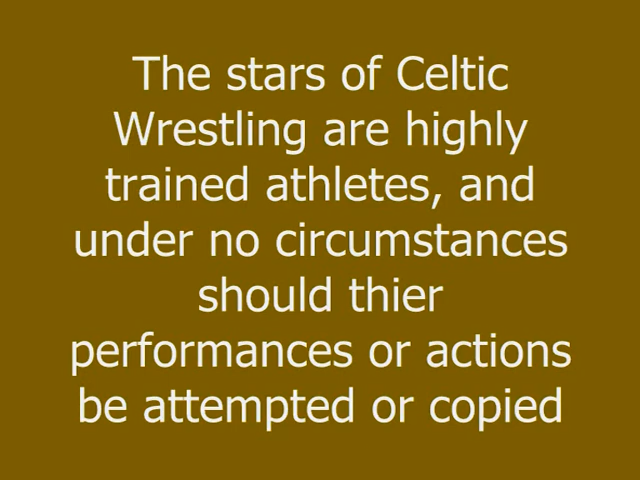 The stars of Celtic
Wrestling are highly
trained athletes, and
under no circumstances
should thier
performances or actions
be attempted or copied